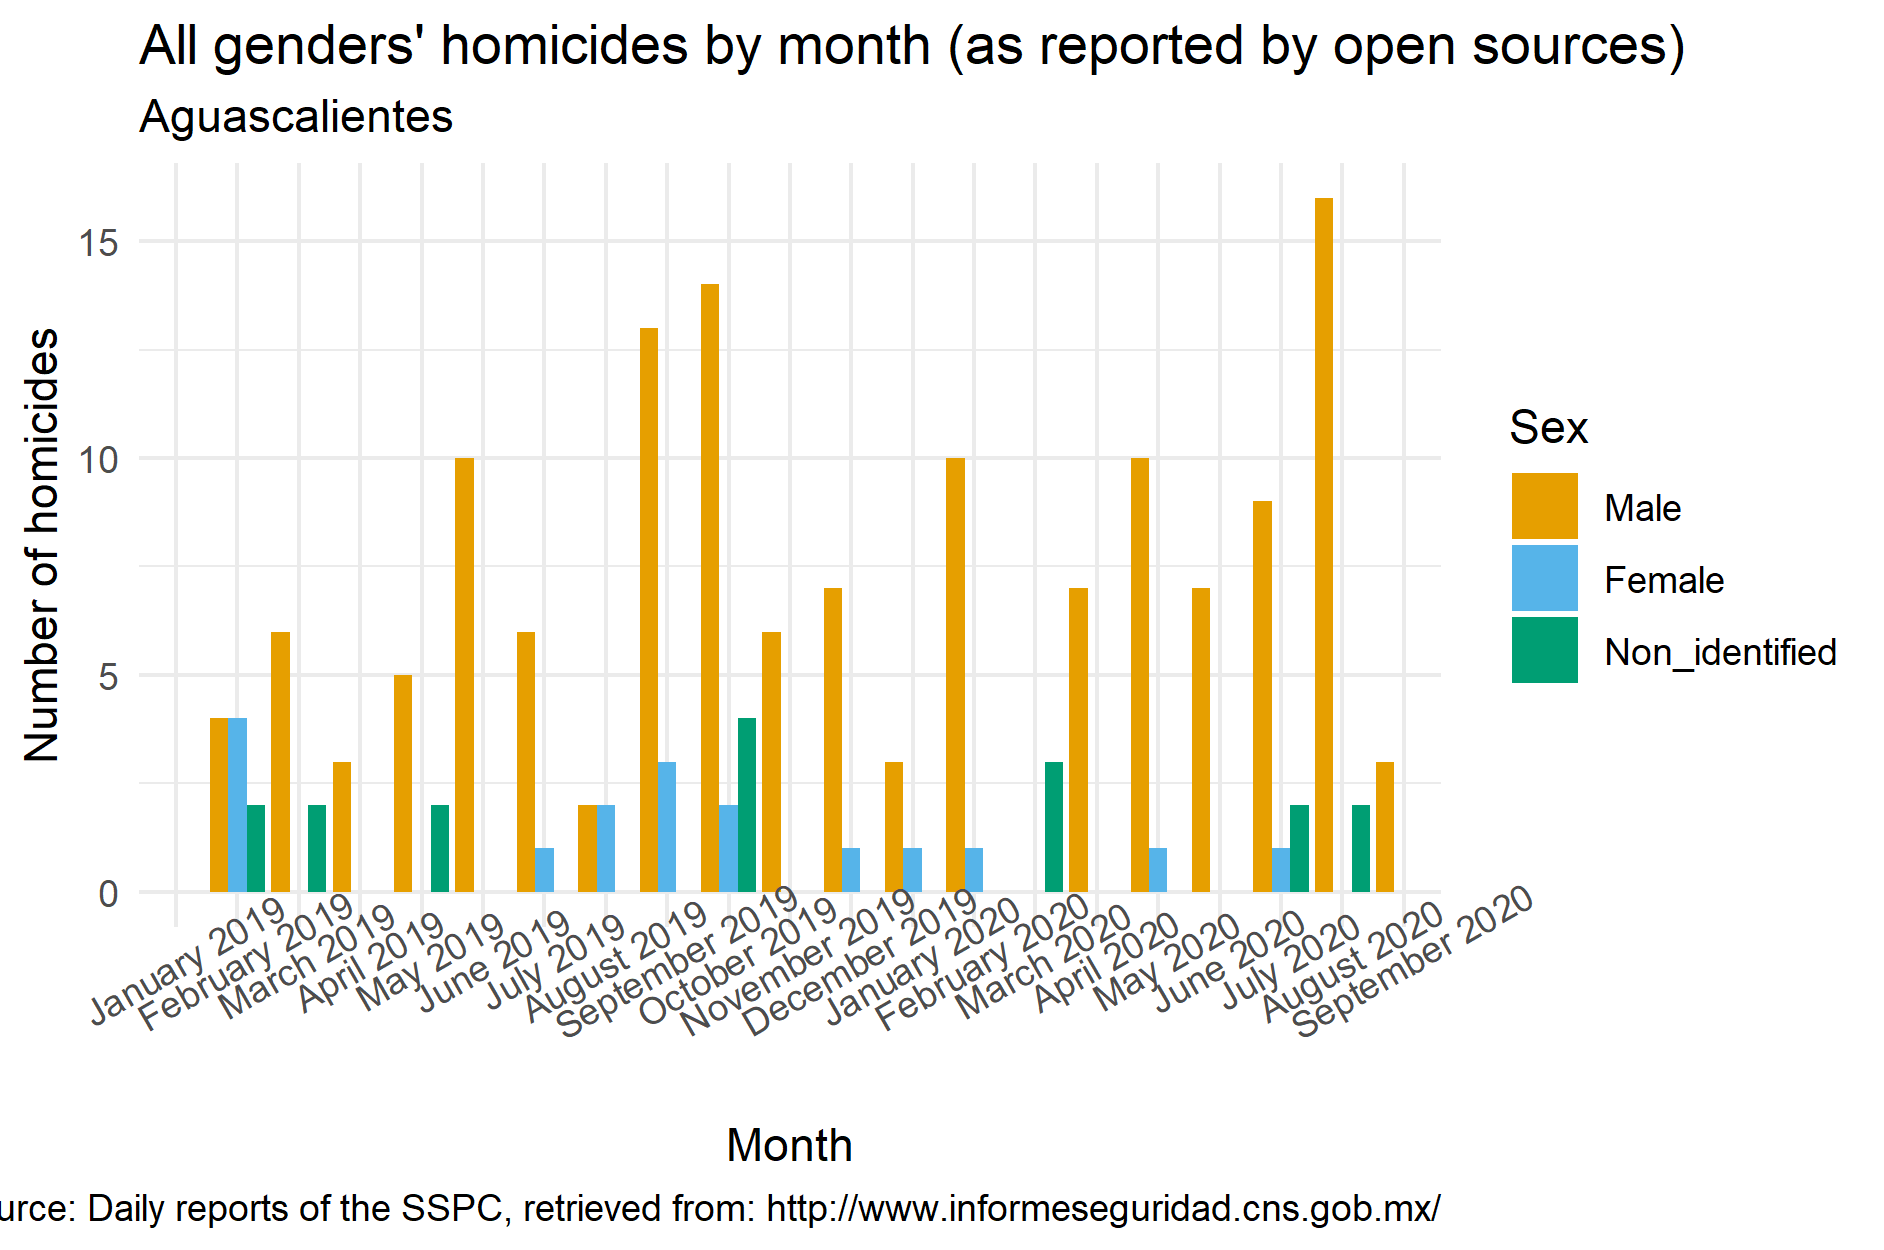 All genders' homicides by month (as reported by open sources)
Aguascalientes
Number of homicides
15
10
5
0
January 2019
February 2019
March 2019
April 2019
May 2019
June 2019
July 2019
August 2019
September 2019
October 2019
November 2019
December 2019
January 2020
February 2020
March 2020
April 2020
May 2020
June 2020
July 2020
August 2020
September 2020
Month
Sex
Male
Female
Non_identified
urce: Daily reports of the SSPC, retrieved from: http://www.informeseguridad.cns.gob.mx/